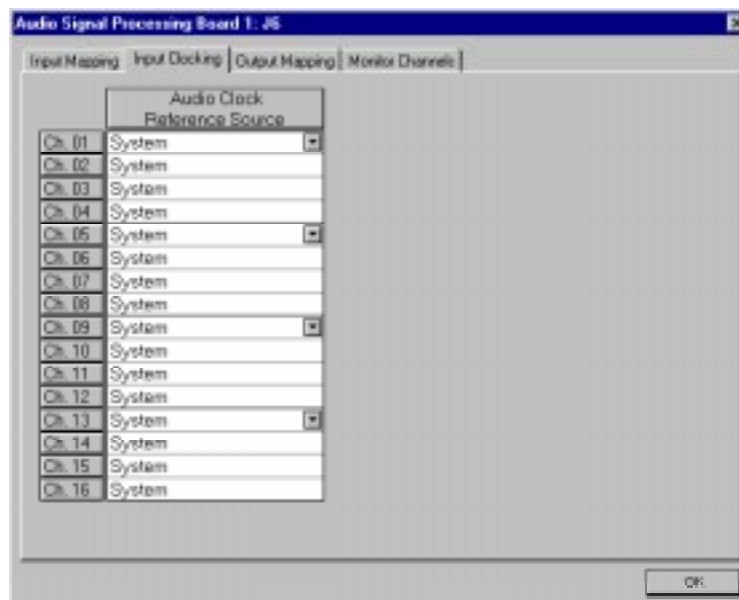 Audio Signal Processing Board 1: J6
Input Mapping Input Clocking Output Mapping Monitor Channels
Audio Clock
Reference Source
Ch. 01 System
Ch. 02 System
Ch. 03 System
Ch. 04 System
Ch. 05 System
Ch. 06 System
Ch. 07 System
Ch. 08 System
Ch. 09 System
Ch. 10 System
Ch. 11 System
Ch. 12 System
Ch. 13 System
Ch. 14 System
Ch. 15 System
Ch. 16 System
OK